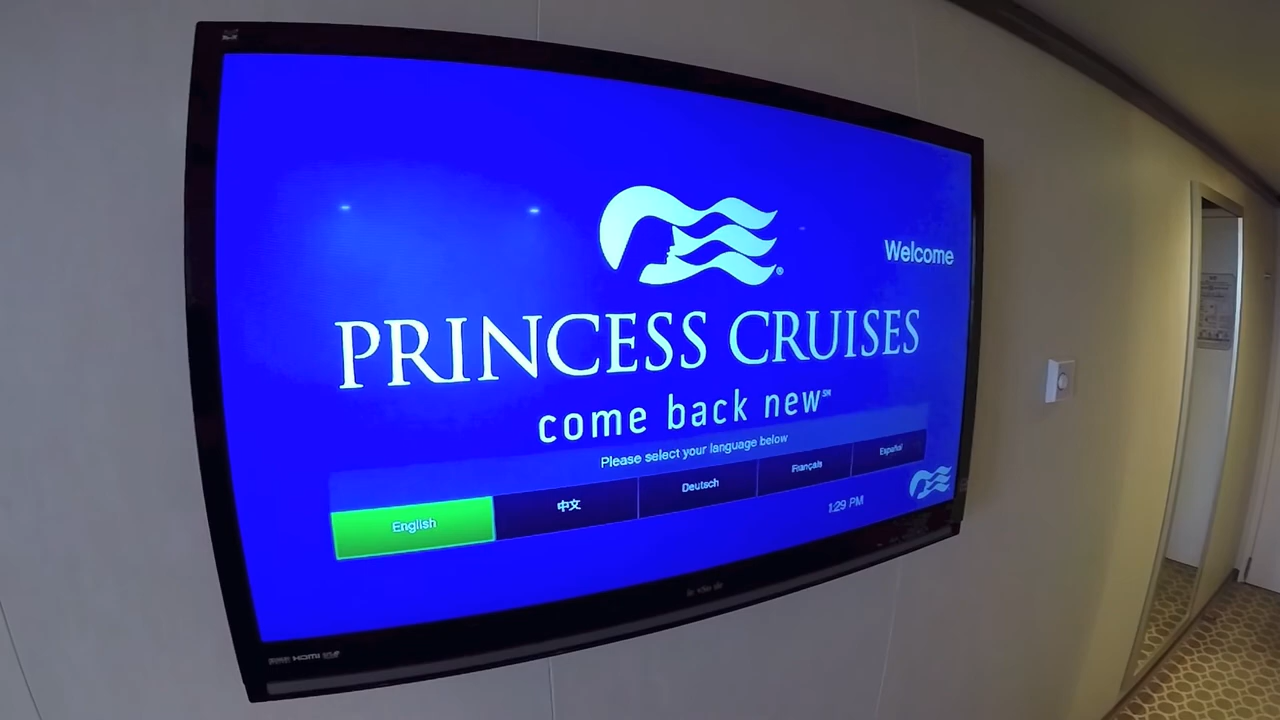 Welcome
®
PRINCESS CRUISES
come back new℠
Please select your language below
English
中文
Deutsch
Français
Español
1:29 PM
HDMI